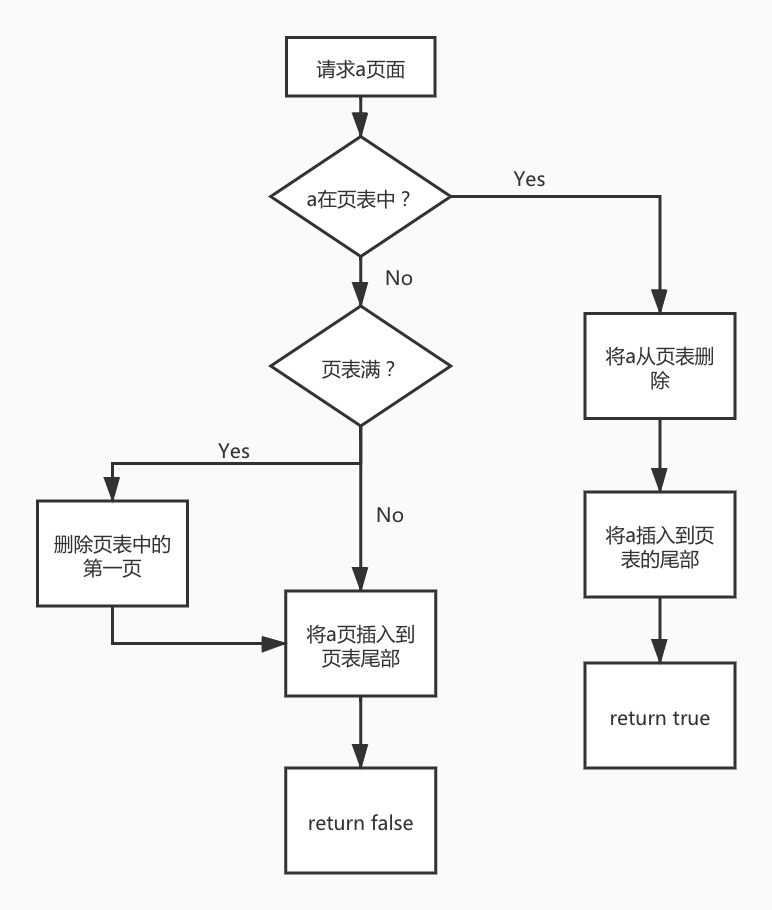 请求a页面
a在页表中？
Yes
No
页表满？
将a从页表删
除
Yes
No
删除页表中的
第一页
将a插入到页
表的尾部
将a页插入到
页表尾部
return true
return false